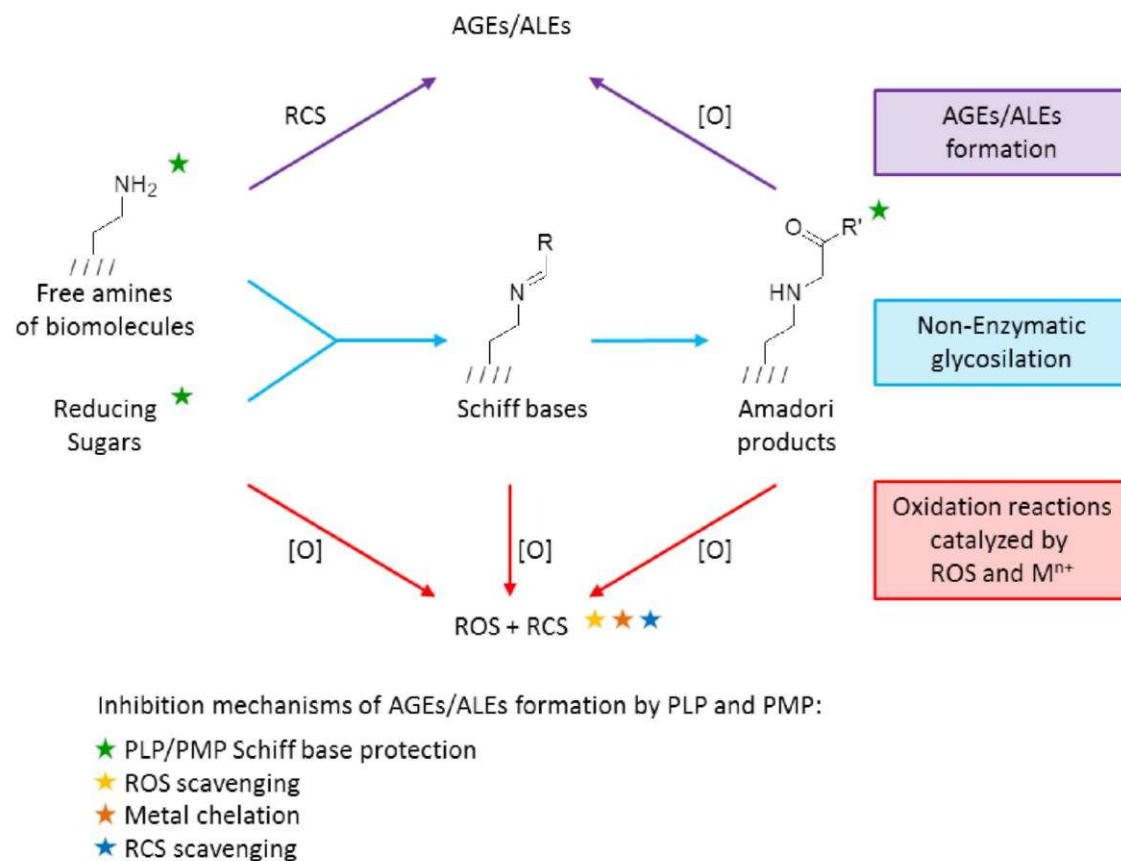 AGEs/ALEs
RCS
[O]
AGEs/ALEs
formation
NH2
O
R'
R
N
HN
Free amines
of biomolecules
Non-Enzymatic
glycosilation
Reducing
Sugars
Schiff bases
Amadori
products
[O]
[O]
[O]
Oxidation reactions
catalyzed by
ROS and Mn+
ROS + RCS
Inhibition mechanisms of AGEs/ALEs formation by PLP and PMP:
PLP/PMP Schiff base protection
ROS scavenging
Metal chelation
RCS scavenging